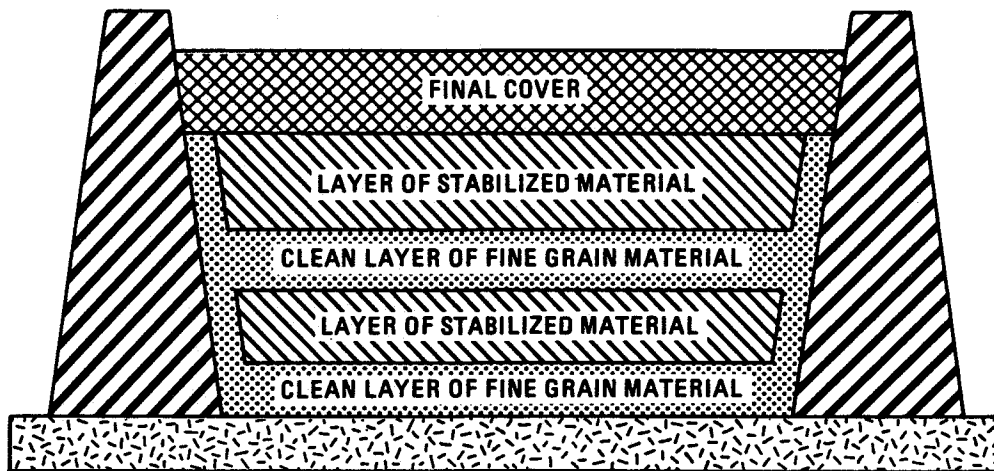 FINAL COVER
LAYER OF STABILIZED MATERIAL
CLEAN LAYER OF FINE GRAIN MATERIAL
LAYER OF STABILIZED MATERIAL
CLEAN LAYER OF FINE GRAIN MATERIAL